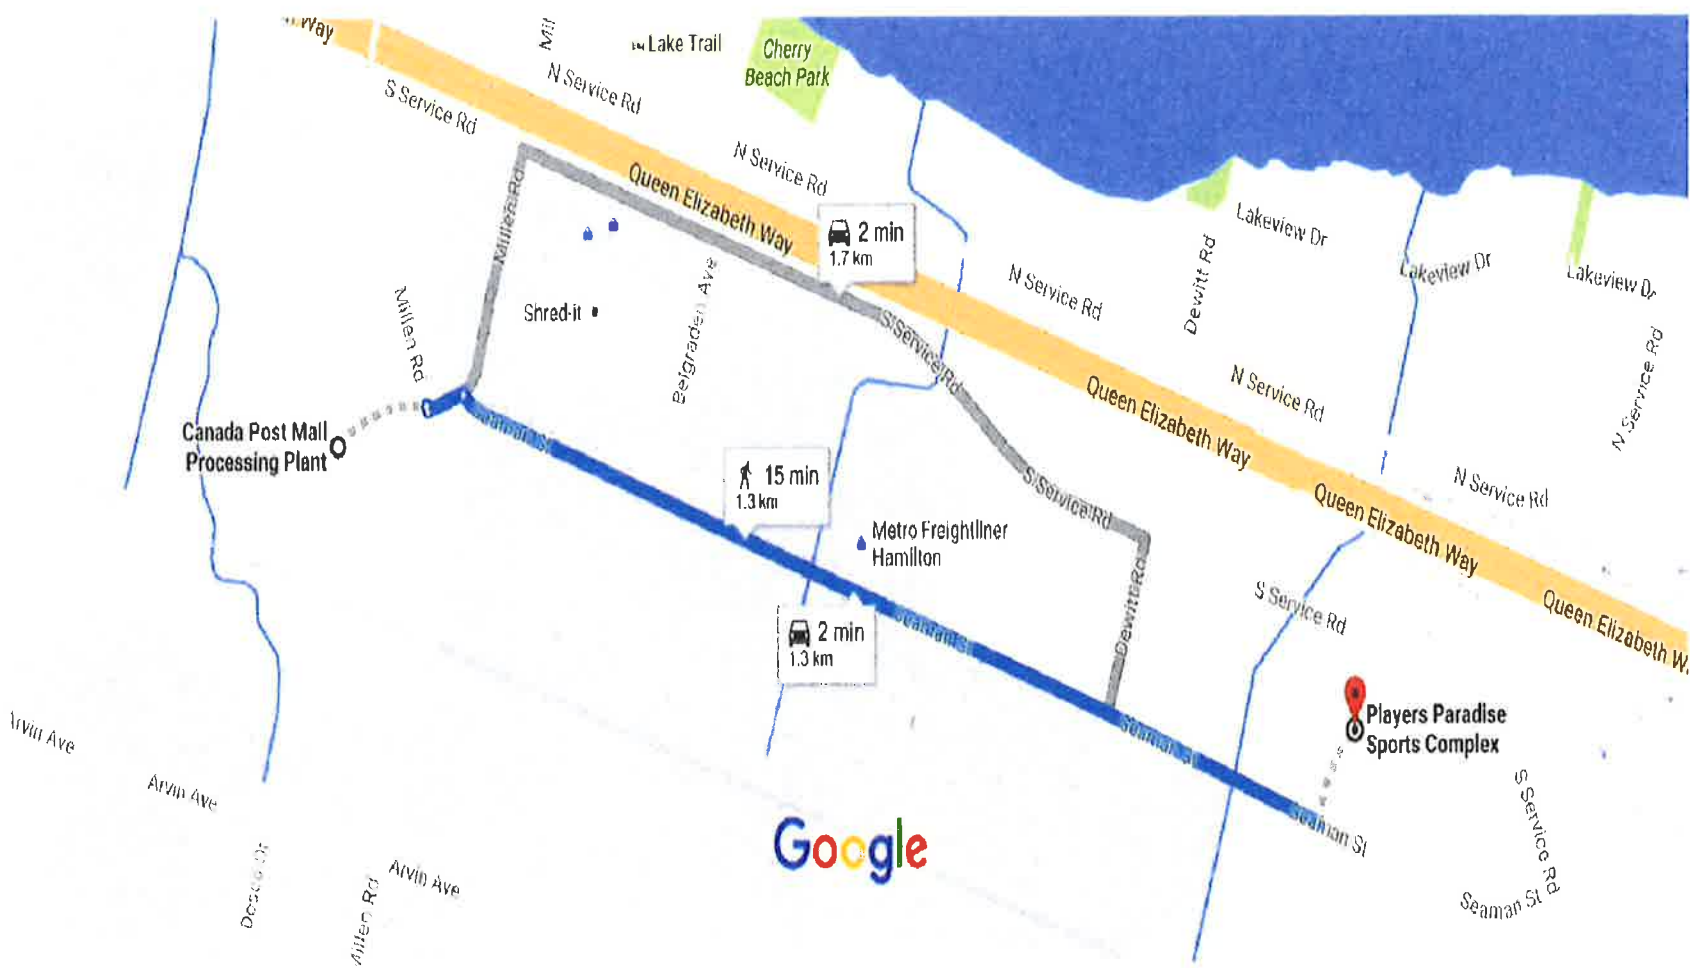 Way
Mil
Lake Trail
Cherry
Beach Park
N Service Rd
S Service Rd
N Service Rd
Queen Elizabeth Way
Millen Rd
2 min
1.7 km
Lakeview Dr
Lakeview Dr
Lakeview Dr
Dewitt Rd
N Service Rd
Shred-it
Millen Rd
S Service Rd
N Service Rd
N Service Rd
Queen Elizabeth Way
Canada Post Mail
Processing Plant
Seaman St
15 min
1.3 km
S Service Rd
N Service Rd
Queen Elizabeth Way
Metro Freightliner
Hamilton
Dewitt Rd
S Service Rd
Queen Elizabeth W
2 min
1.3 km
Seaman St
Seaman St
Players Paradise
Sports Complex
Arvin Ave
Arvin Ave
Seaman St
S Service Rd
Google
Arvin Ave
Millen Rd
Seaman St